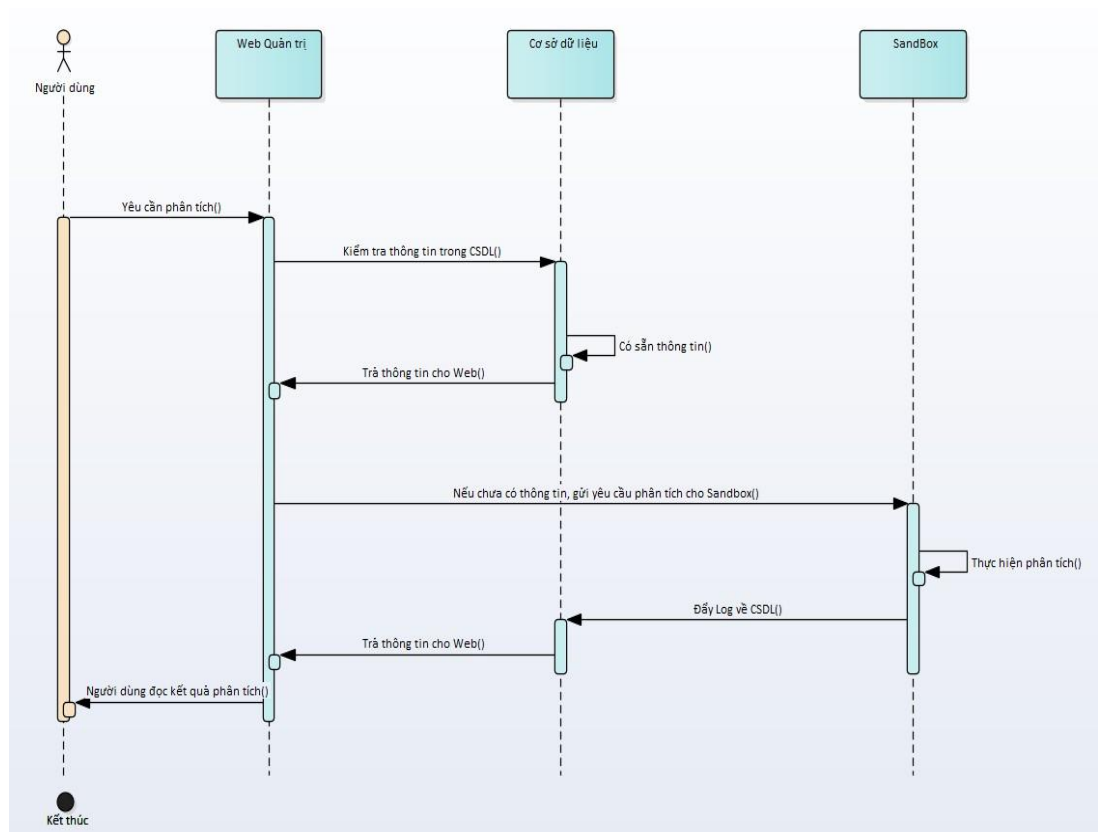 Người dùng
Web Quản trị
Cơ sở dữ liệu
SandBox
Yêu cần phân tích()
Kiểm tra thông tin trong CSDL()
Có sẵn thông tin()
Trả thông tin cho Web()
Nếu chưa có thông tin, gửi yêu cầu phân tích cho Sandbox()
Thực hiện phân tích()
Đẩy Log về CSDL()
Trả thông tin cho Web()
Người dùng đọc kết quả phân tích()
Kết thúc